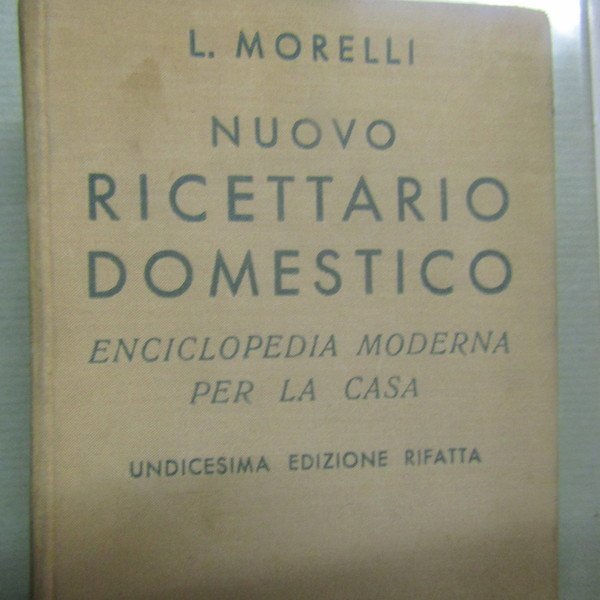 L. MORELLI
NUOVO
RICETTARIO
DOMESTICO
ENCICLOPEDIA MODERNA
PER LA CASA
UNDICESIMA EDIZIONE RIFATTA